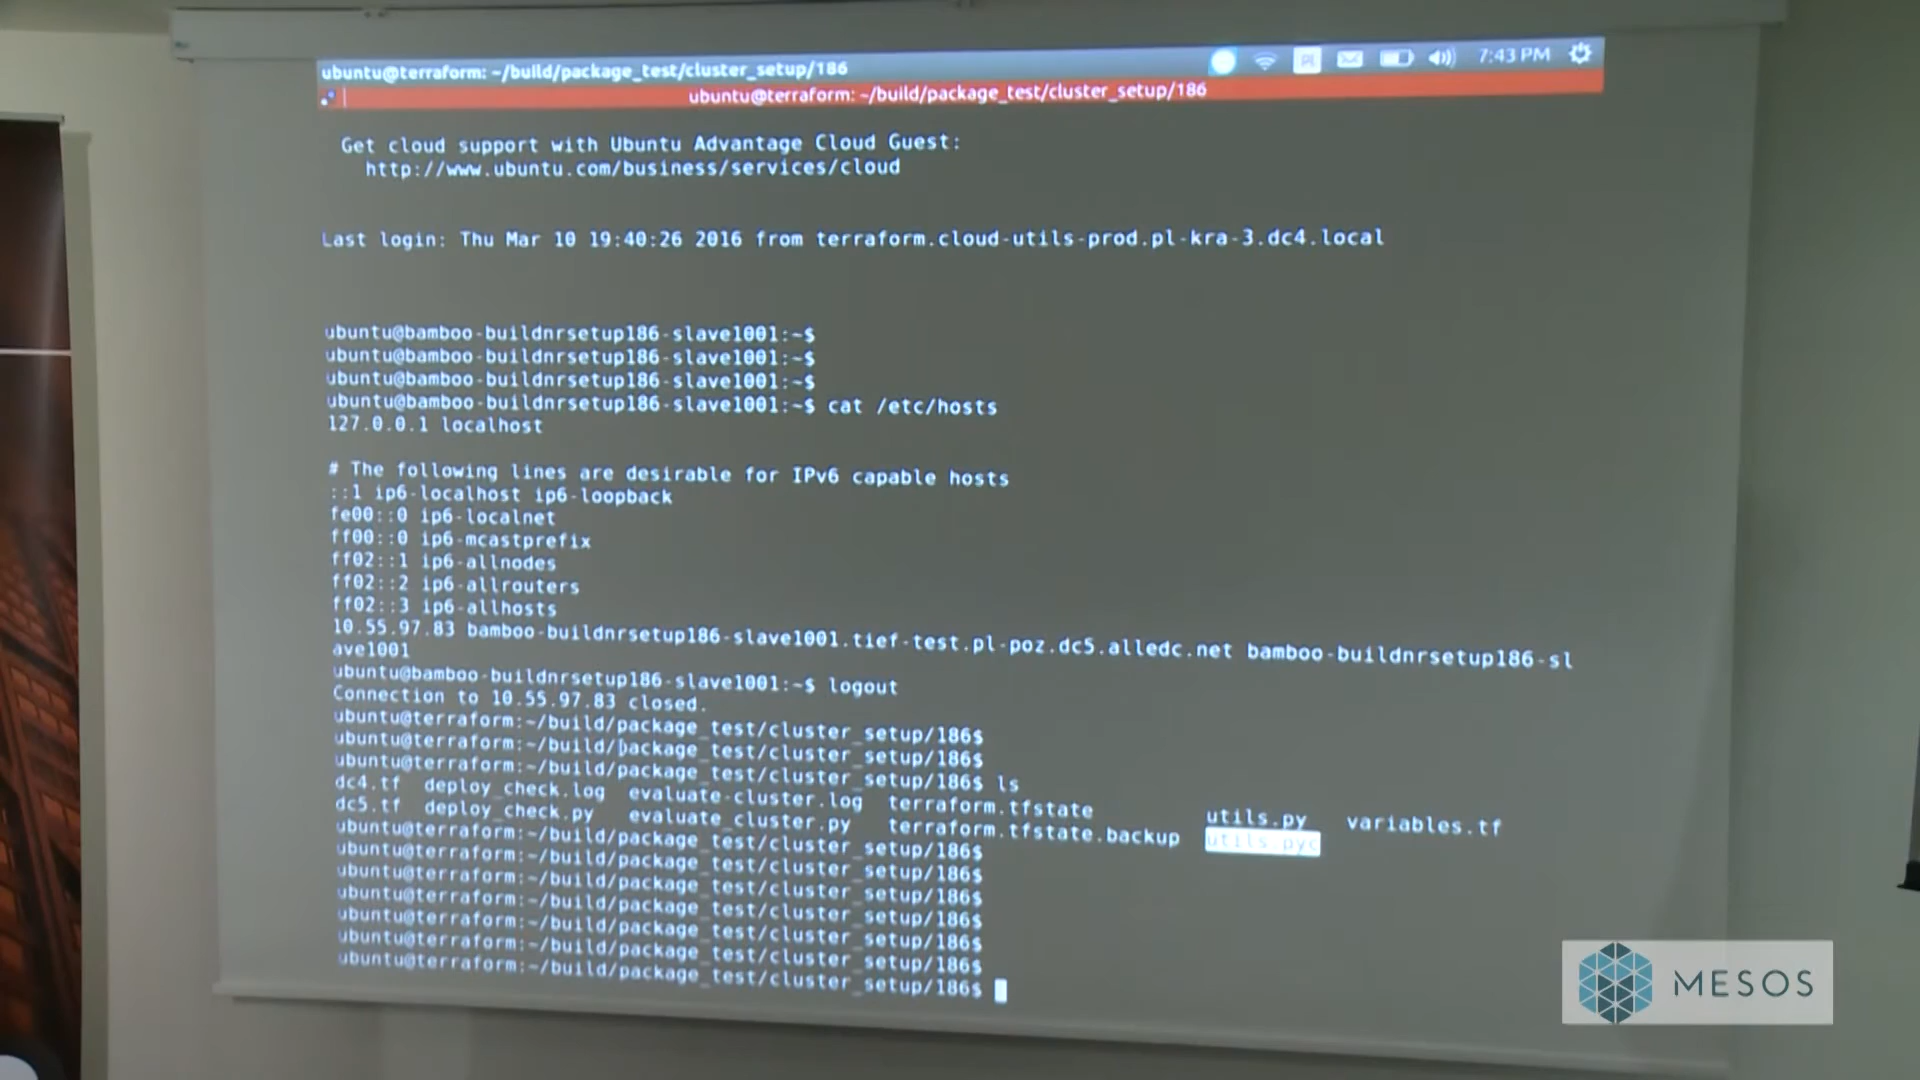 ubuntu@terraform: ~/build/package_test/cluster_setup/186
PL
7:43 PM
ubuntu@terraform: ~/build/package_test/cluster_setup/186
Get cloud support with Ubuntu Advantage Cloud Guest:
http://www.ubuntu.com/business/services/cloud
Last login: Thu Mar 10 19:40:26 2016 from terraform.cloud-utils-prod.pl-kra-3.dc4.local
ubuntu@bamboo-buildnrsetup186-slave1001:~$
ubuntu@bamboo-buildnrsetup186-slave1001:~$
ubuntu@bamboo-buildnrsetup186-slave1001:~$
ubuntu@bamboo-buildnrsetup186-slave1001:~$ cat /etc/hosts
127.0.0.1 localhost
# The following lines are desirable for IPv6 capable hosts
::1 ip6-localhost ip6-loopback
fe00::0 ip6-localnet
ff00::0 ip6-mcastprefix
ff02::1 ip6-allnodes
ff02::2 ip6-allrouters
ff02::3 ip6-allhosts
10.55.97.83 bamboo-buildnrsetup186-slave1001.tief-test.pl-poz.dc5.alledc.net bamboo-buildnrsetup186-sl
ave1001
ubuntu@bamboo-buildnrsetup186-slave1001:~$ logout
Connection to 10.55.97.83 closed.
ubuntu@terraform:~/build/package_test/cluster_setup/186$
ubuntu@terraform:~/build/package_test/cluster_setup/186$
ubuntu@terraform:~/build/package_test/cluster_setup/186$ ls
dc4.tf deploy_check.log evaluate-cluster.log terraform.tfstate utils.py variables.tf
dc5.tf deploy_check.py evaluate_cluster.py terraform.tfstate.backup utils.pyc
ubuntu@terraform:~/build/package_test/cluster_setup/186$
ubuntu@terraform:~/build/package_test/cluster_setup/186$
ubuntu@terraform:~/build/package_test/cluster_setup/186$
ubuntu@terraform:~/build/package_test/cluster_setup/186$
ubuntu@terraform:~/build/package_test/cluster_setup/186$
ubuntu@terraform:~/build/package_test/cluster_setup/186$
ubuntu@terraform:~/build/package_test/cluster_setup/186$
MESOS